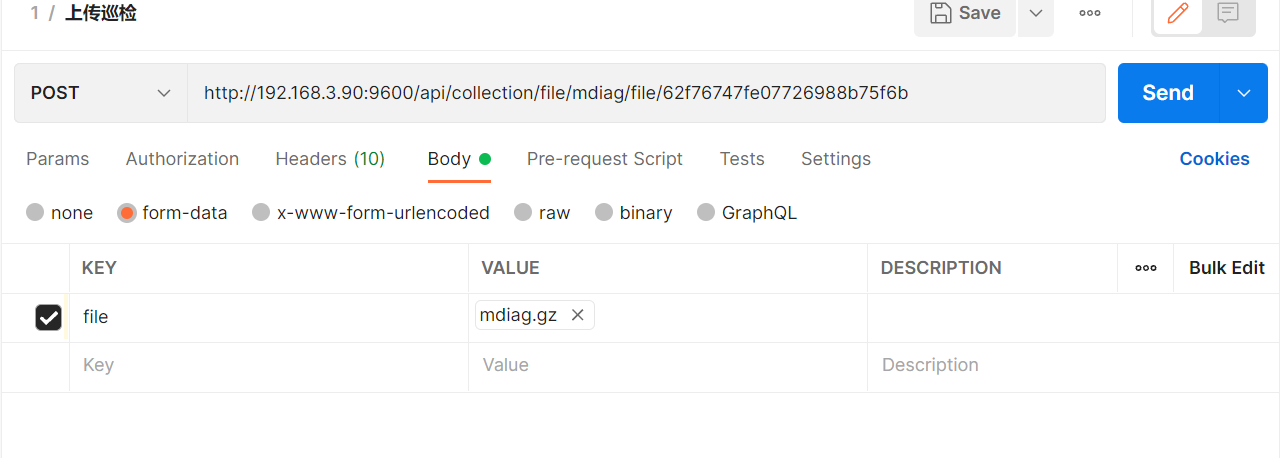 1 / 上传巡检
Save
POST http://192.168.3.90:9600/api/collection/file/mdiag/file/62f76747fe07726988b75f6b Send
Params Authorization Headers (10) Body Pre-request Script Tests Settings Cookies
none form-data x-www-form-urlencoded raw binary GraphQL
KEY VALUE DESCRIPTION Bulk Edit
file mdiag.gz
Key Value Description